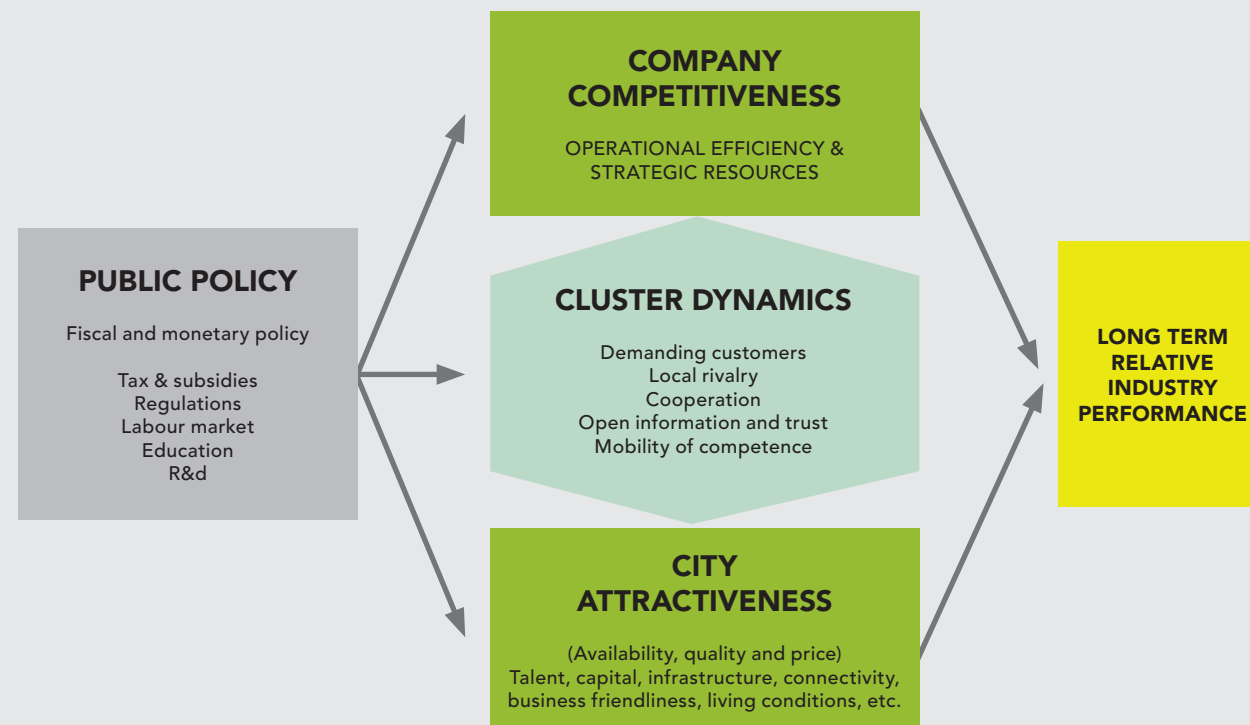 PUBLIC POLICY
Fiscal and monetary policy
Tax & subsidies
Regulations
Labour market
Education
R&d
COMPANY
COMPETITIVENESS
OPERATIONAL EFFICIENCY &
STRATEGIC RESOURCES
CLUSTER DYNAMICS
Demanding customers
Local rivalry
Cooperation
Open information and trust
Mobility of competence
CITY
ATTRACTIVENESS
(Availability, quality and price)
Talent, capital, infrastructure, connectivity,
business friendliness, living conditions, etc.
LONG TERM
RELATIVE
INDUSTRY
PERFORMANCE